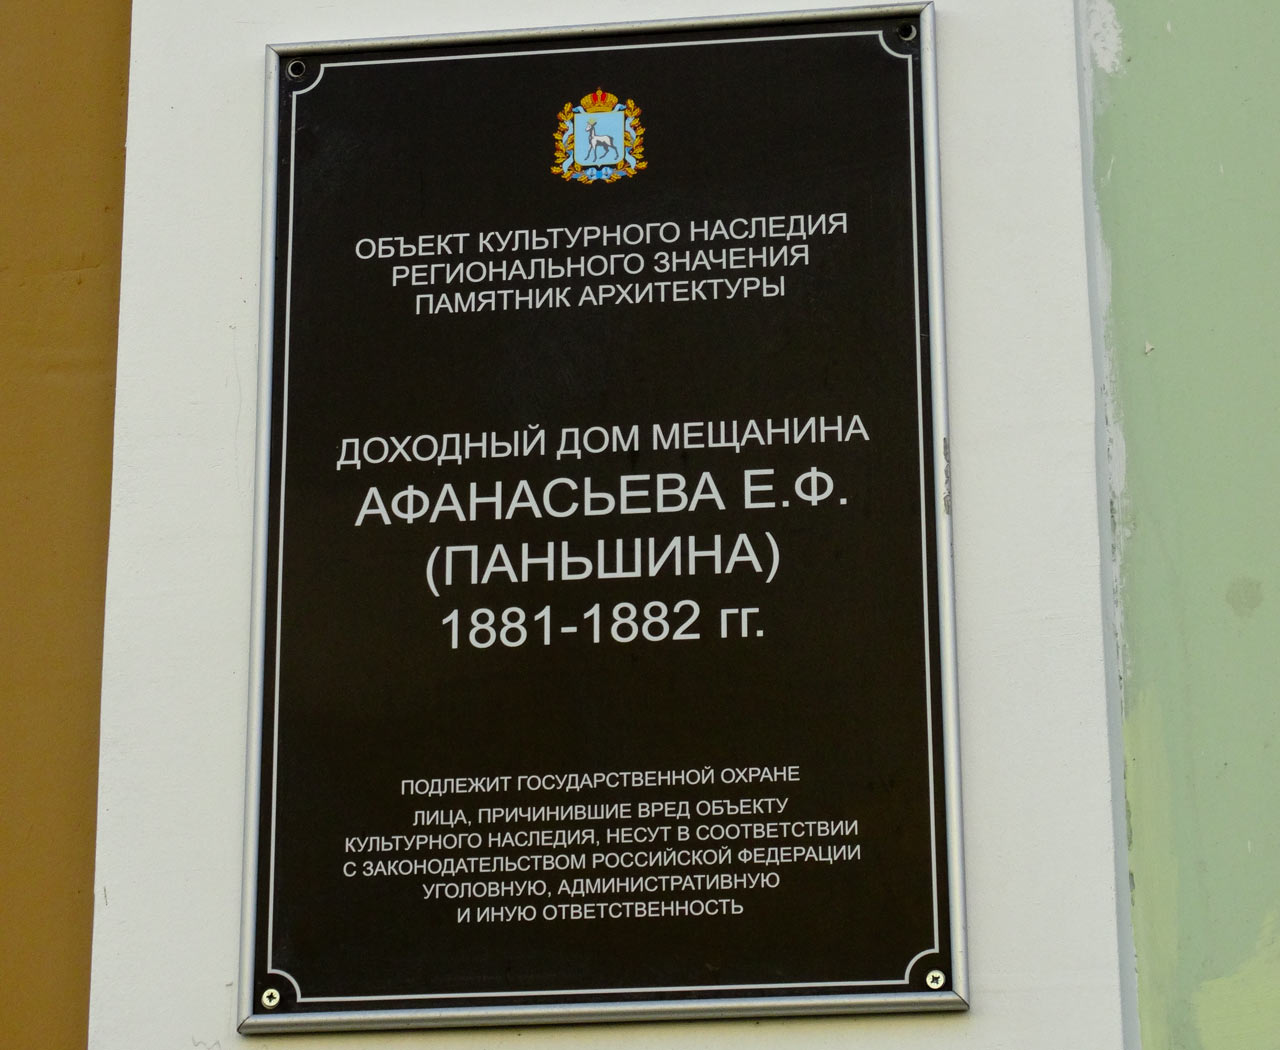 ОБЪЕКТ КУЛЬТУРНОГО НАСЛЕДИЯ
РЕГИОНАЛЬНОГО ЗНАЧЕНИЯ
ПАМЯТНИК АРХИТЕКТУРЫ
ДОХОДНЫЙ ДОМ МЕЩАНИНА
АФАНАСЬЕВА Е.Ф.
(ПАНЬШИНА)
1881-1882 гг.
ПОДЛЕЖИТ ГОСУДАРСТВЕННОЙ ОХРАНЕ
ЛИЦА, ПРИЧИНИВШИЕ ВРЕД ОБЪЕКТУ
КУЛЬТУРНОГО НАСЛЕДИЯ, НЕСУТ В СООТВЕТСТВИИ
С ЗАКОНОДАТЕЛЬСТВОМ РОССИЙСКОЙ ФЕДЕРАЦИИ
УГОЛОВНУЮ, АДМИНИСТРАТИВНУЮ
И ИНУЮ ОТВЕТСТВЕННОСТЬ